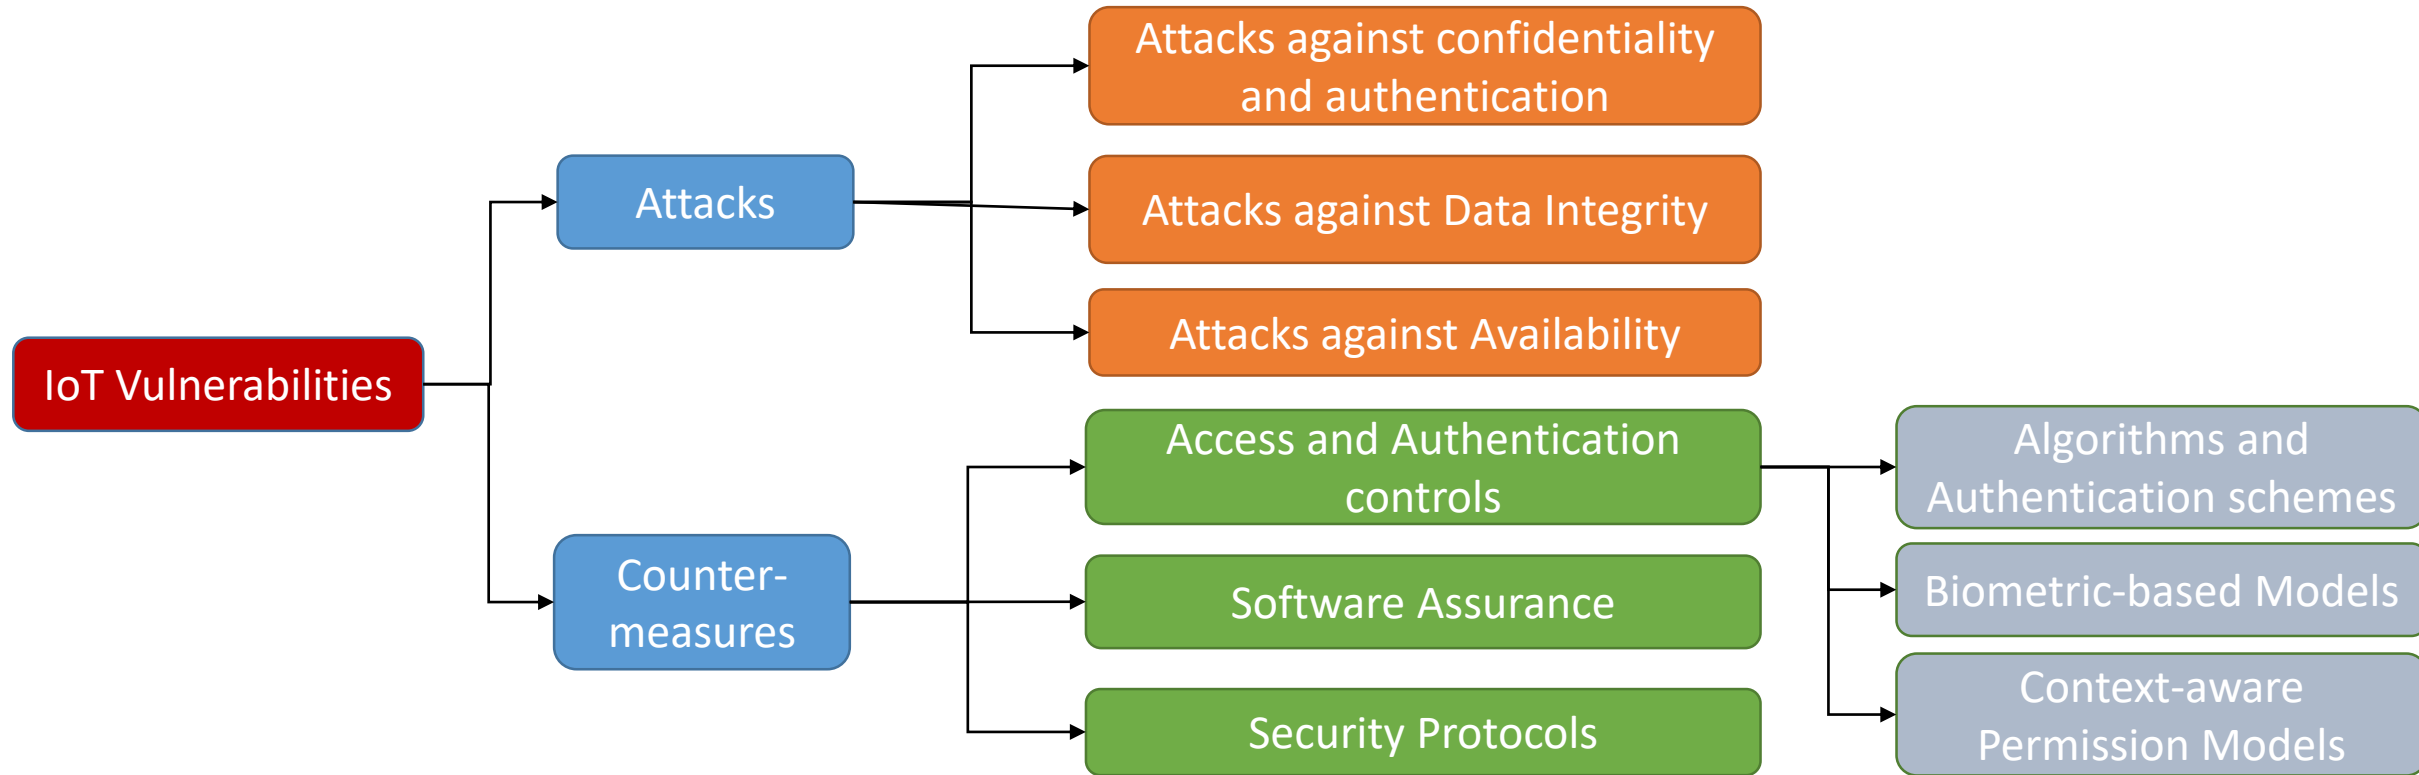 IoT Vulnerabilities
Attacks
Attacks against confidentiality
and authentication
Attacks against Data Integrity
Attacks against Availability
Counter-
measures
Access and Authentication
controls
Software Assurance
Security Protocols
Algorithms and
Authentication schemes
Biometric-based Models
Context-aware
Permission Models